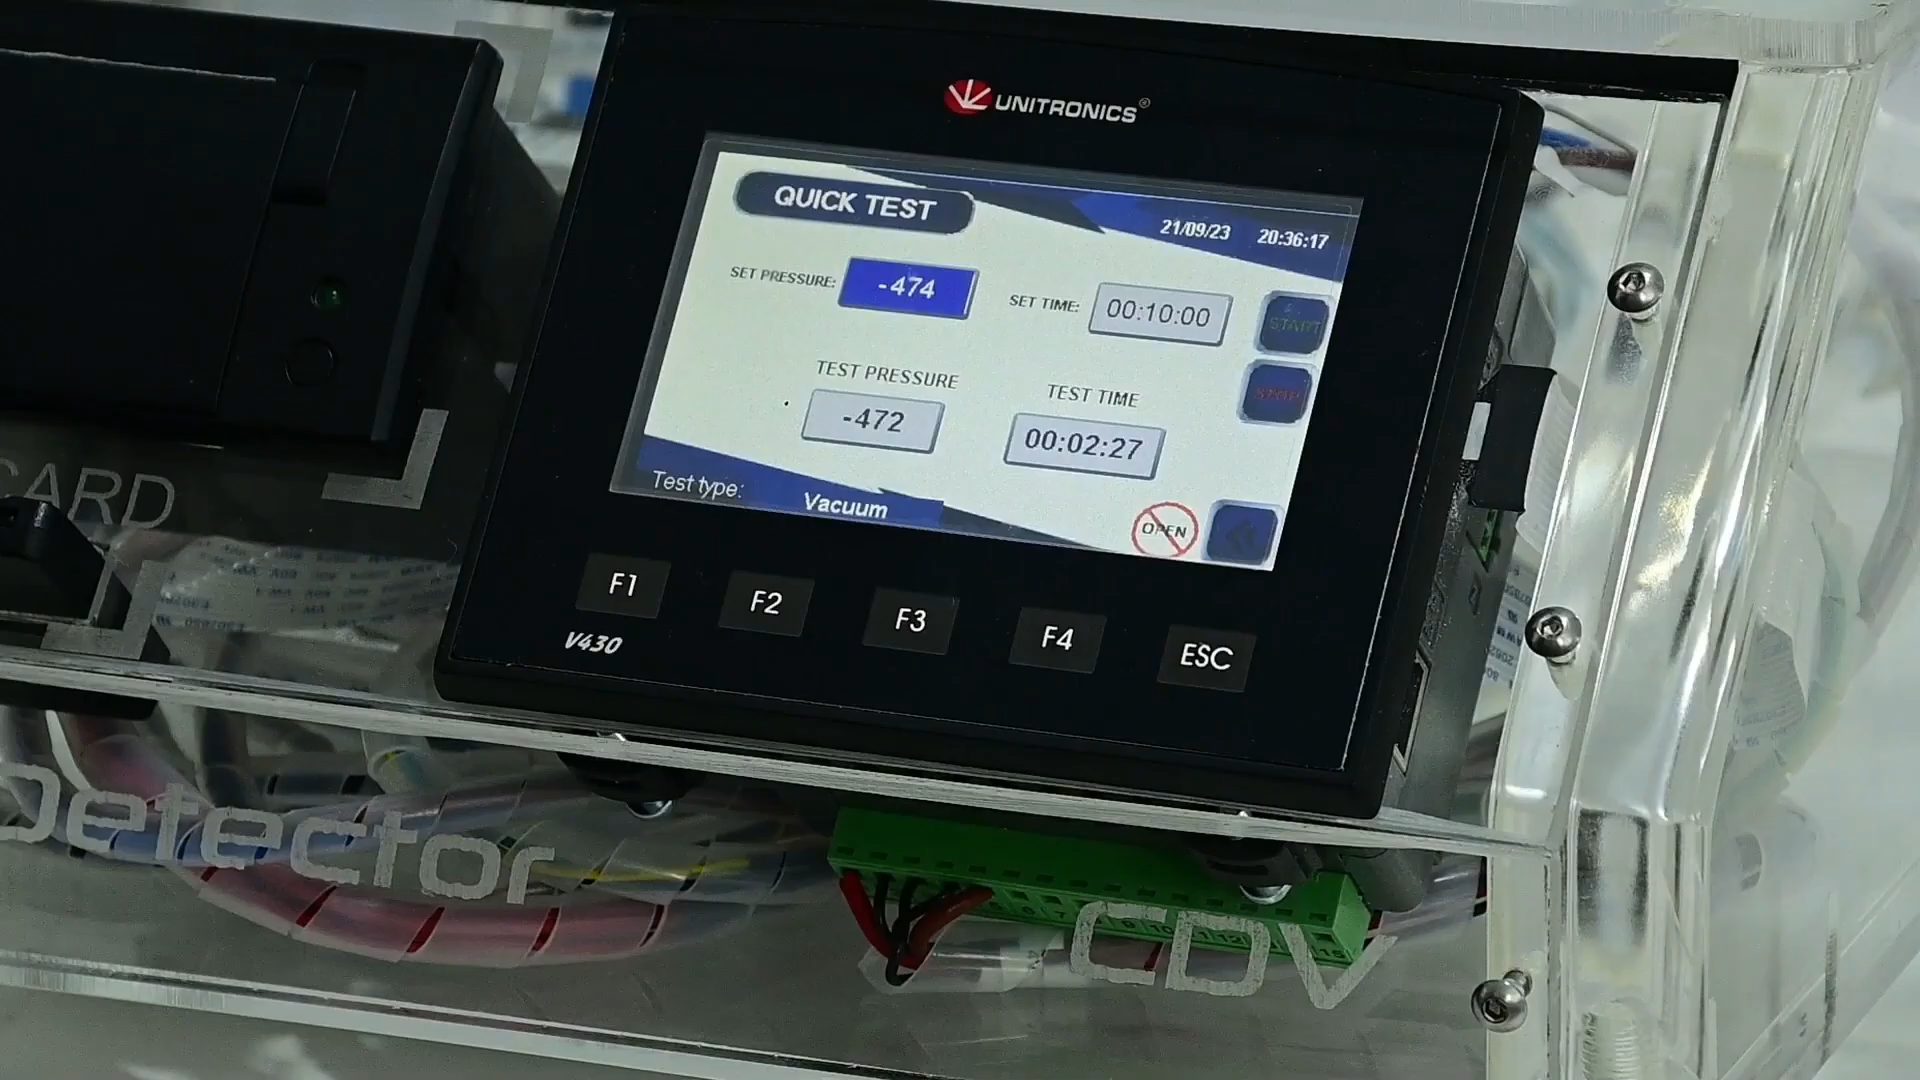 UNITRONICS®
QUICK TEST
21/09/23 20:36:17
SET PRESSURE: -474
SET TIME: 00:10:00
START
TEST PRESSURE
-472
TEST TIME
00:02:27
STOP
Test type: Vacuum
OPEN
F1 F2 F3 F4 ESC
V430
CARD
Detector
CDV